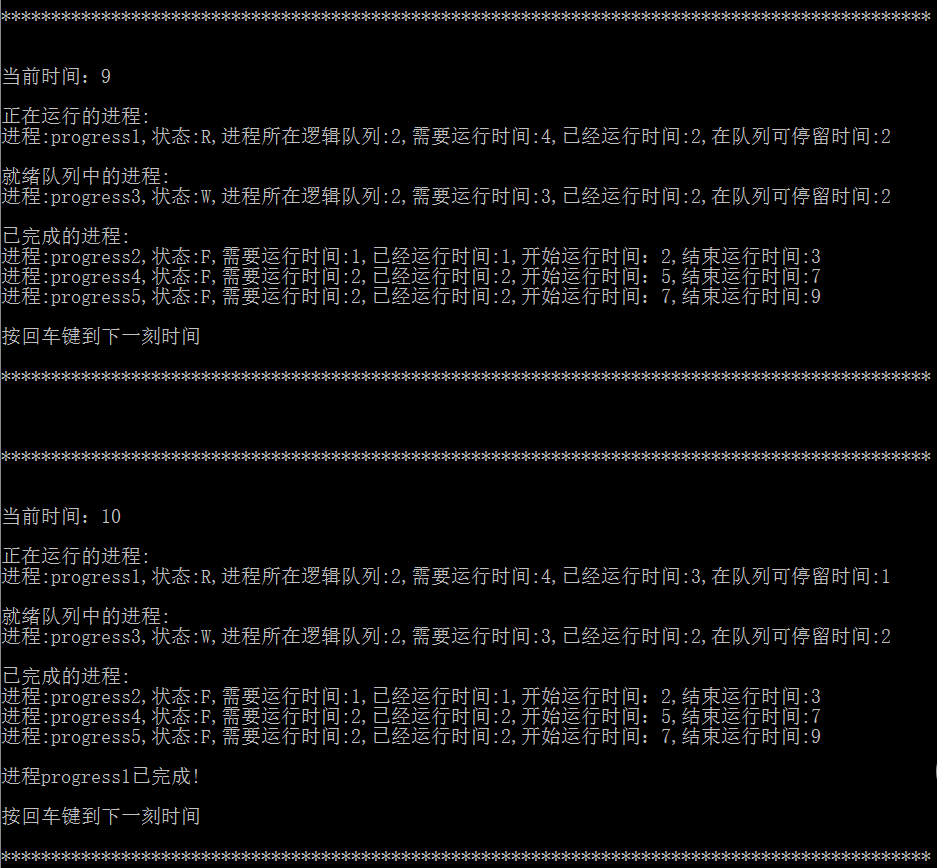 *********************************************************************************************
当前时间：9
正在运行的进程:
进程:progress1,状态:R,进程所在逻辑队列:2,需要运行时间:4,已经运行时间:2,在队列可停留时间:2
就绪队列中的进程:
进程:progress3,状态:W,进程所在逻辑队列:2,需要运行时间:3,已经运行时间:2,在队列可停留时间:2
已完成的进程:
进程:progress2,状态:F,需要运行时间:1,已经运行时间:1,开始运行时间：2,结束运行时间:3
进程:progress4,状态:F,需要运行时间:2,已经运行时间:2,开始运行时间：5,结束运行时间:7
进程:progress5,状态:F,需要运行时间:2,已经运行时间:2,开始运行时间：7,结束运行时间:9
按回车键到下一刻时间
*********************************************************************************************
*********************************************************************************************
当前时间：10
正在运行的进程:
进程:progress1,状态:R,进程所在逻辑队列:2,需要运行时间:4,已经运行时间:3,在队列可停留时间:1
就绪队列中的进程:
进程:progress3,状态:W,进程所在逻辑队列:2,需要运行时间:3,已经运行时间:2,在队列可停留时间:2
已完成的进程:
进程:progress2,状态:F,需要运行时间:1,已经运行时间:1,开始运行时间：2,结束运行时间:3
进程:progress4,状态:F,需要运行时间:2,已经运行时间:2,开始运行时间：5,结束运行时间:7
进程:progress5,状态:F,需要运行时间:2,已经运行时间:2,开始运行时间：7,结束运行时间:9
进程progress1已完成!
按回车键到下一刻时间
*********************************************************************************************